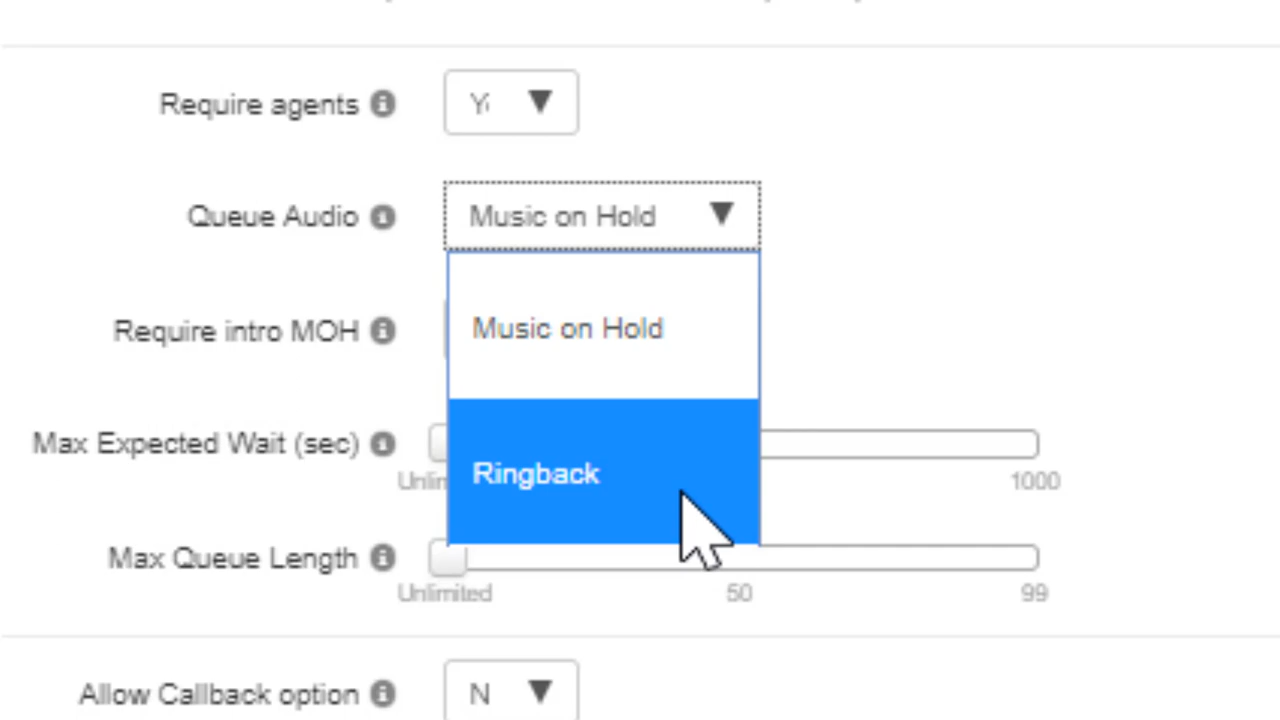 Require agents
Queue Audio Music on Hold
Music on Hold
Require intro MOH
Max Expected Wait (sec)
1000
Ringback
Max Queue Length
Unlimited 50 99
Allow Callback option N